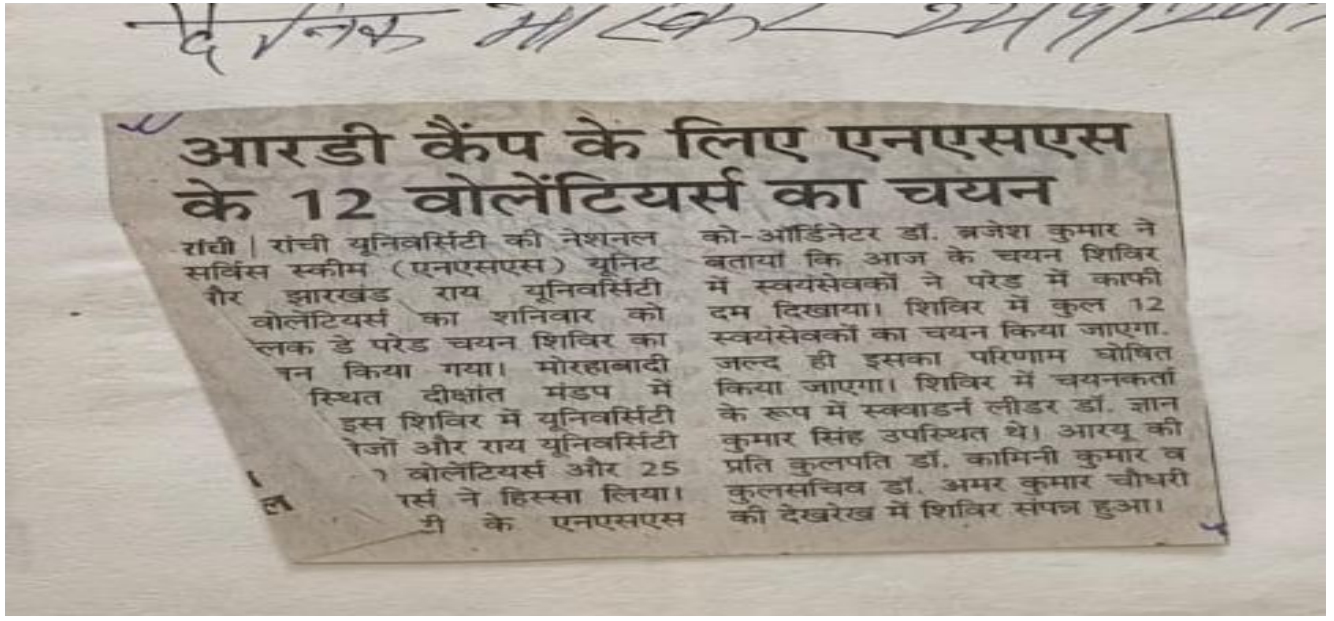 दैनिक भास्कर
आरडी कैंप के लिए एनएसएस
के 12 वोलेंटियर्स का चयन
रांची | रांची यूनिवर्सिटी की नेशनल
सर्विस स्कीम (एनएसएस) यूनिट
गैर झारखंड राय यूनिवर्सिटी
वोलेंटियर्स का शनिवार को
लक डे परेड चयन शिविर का
न किया गया। मोरहाबादी
स्थित दीक्षांत मंडप में
इस शिविर में यूनिवर्सिटी
जों और राय यूनिवर्सिटी
वोलेंटियर्स और 25
र्स ने हिस्सा लिया।
के एनएसएस
को-ऑर्डिनेटर डॉ. ब्रजेश कुमार ने
बताया कि आज के चयन शिविर
में स्वयंसेवकों ने परेड में काफी
दम दिखाया। शिविर में कुल 12
स्वयंसेवकों का चयन किया जाएगा.
जल्द ही इसका परिणाम घोषित
किया जाएगा। शिविर में चयनकर्ता
के रूप में स्क्वाडर्न लीडर डॉ. ज्ञान
कुमार सिंह उपस्थित थे। आरयू की
प्रति कुलपति डॉ. कामिनी कुमार व
कुलसचिव डॉ. अमर कुमार चौधरी
की देखरेख में शिविर संपन्न हुआ।